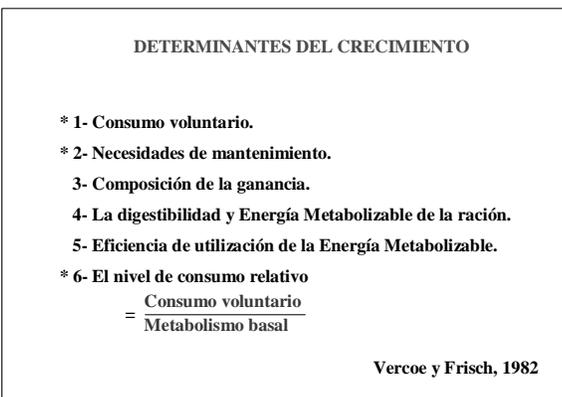 DETERMINANTES DEL CRECIMIENTO
* 1- Consumo voluntario.
* 2- Necesidades de mantenimiento.
3- Composición de la ganancia.
4- La digestibilidad y Energía Metabolizable de la ración.
5- Eficiencia de utilización de la Energía Metabolizable.
* 6- El nivel de consumo relativo
= Consumo voluntario
Metabolismo basal
Vercoe y Frisch, 1982